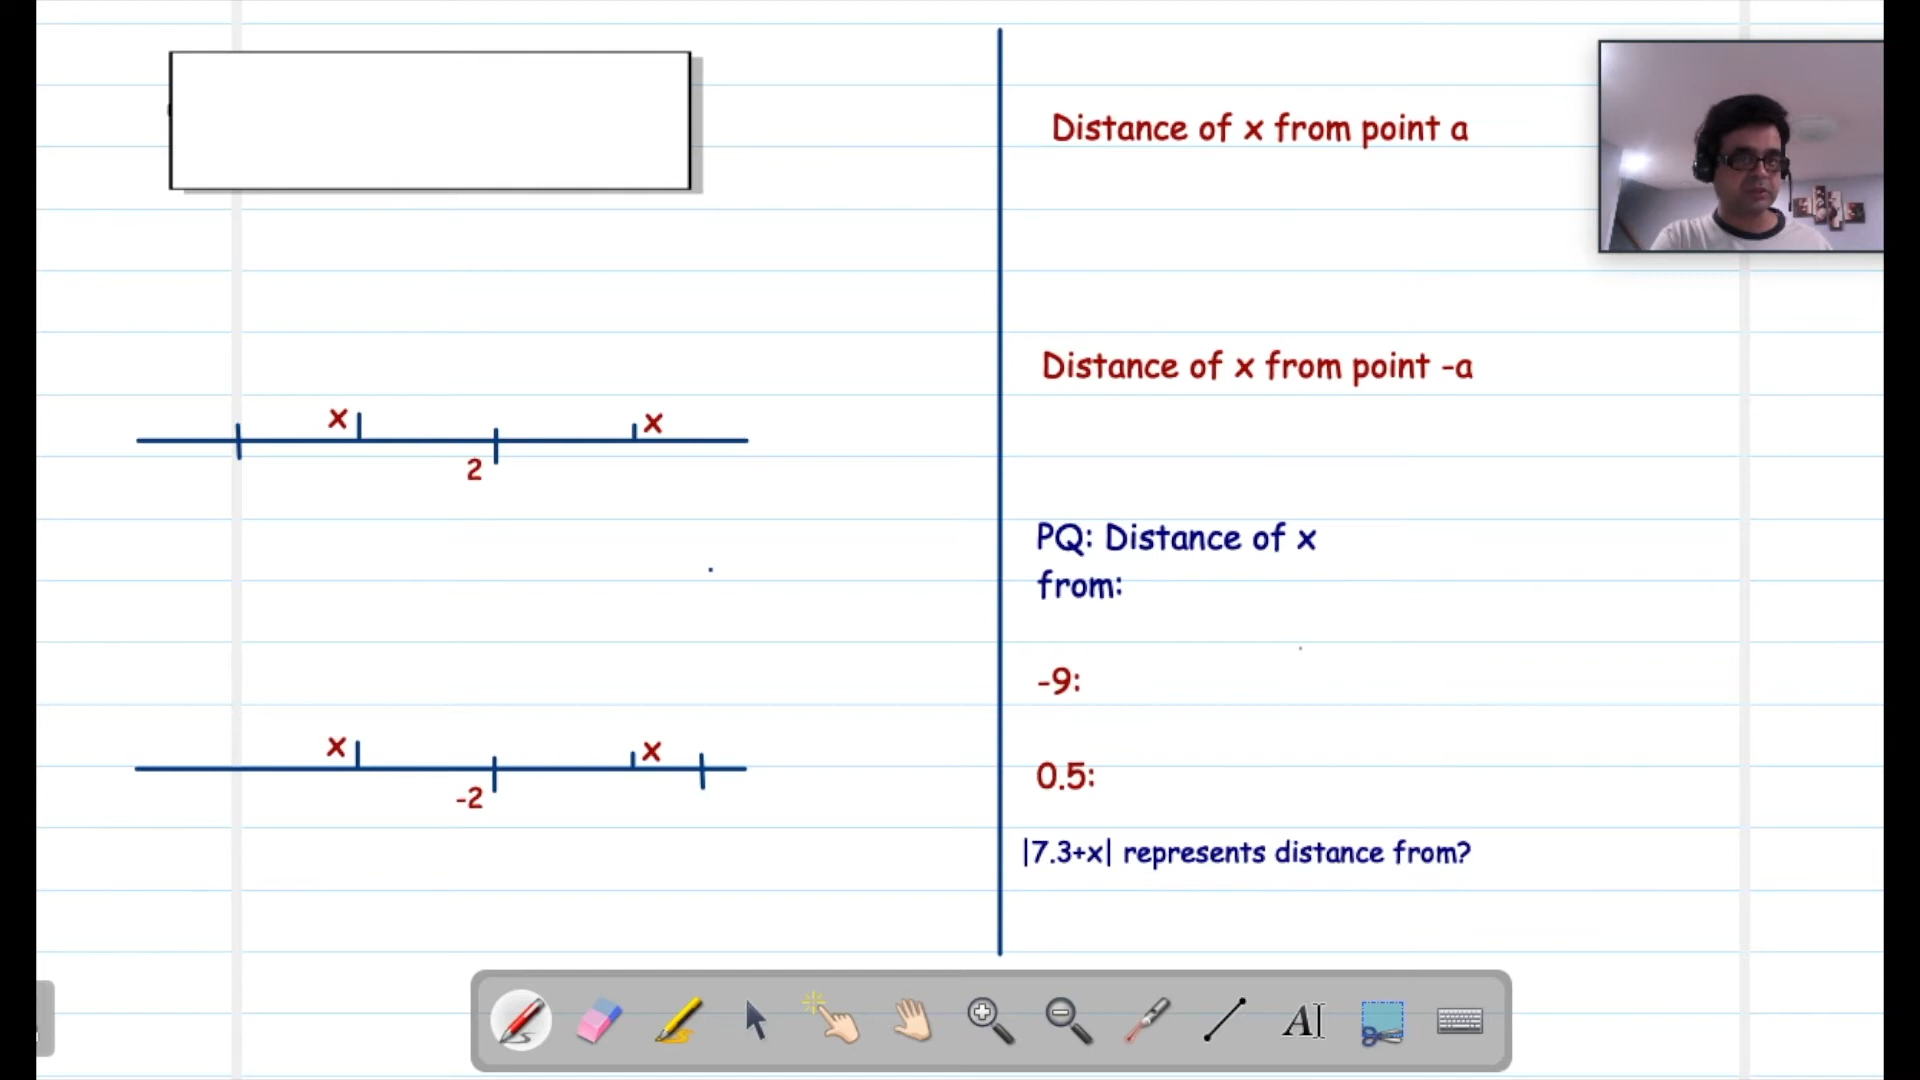 Distance of x from point a
Distance of x from point -a
x
x
2
PQ: Distance of x
from:
-9:
x
x
-2
0.5:
|7.3+x| represents distance from?
AI